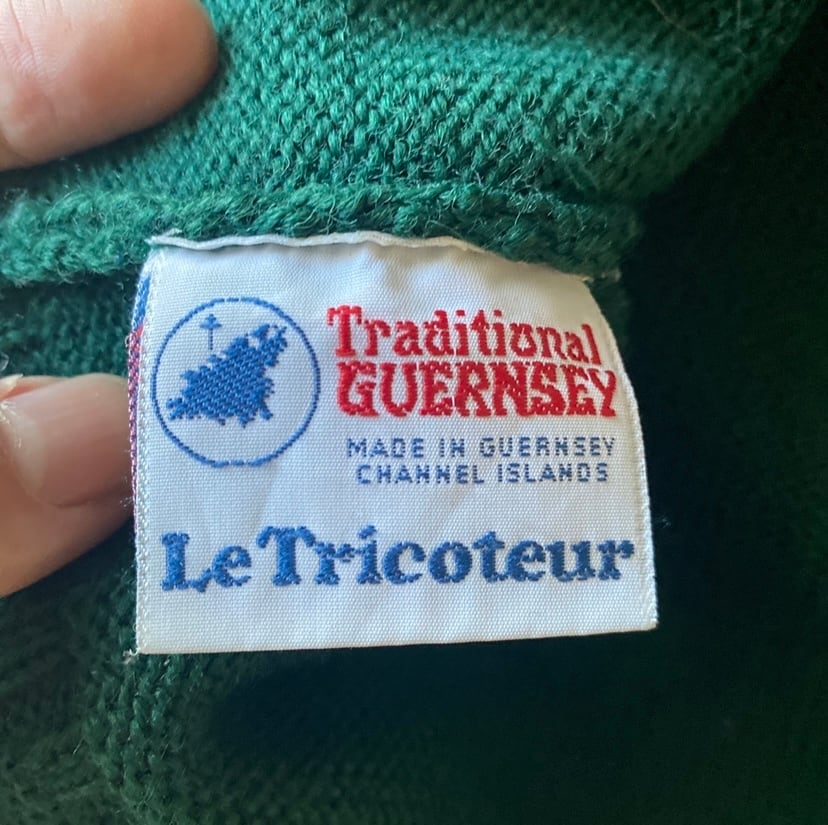 Traditional
GUERNSEY
MADE IN GUERNSEY
CHANNEL ISLANDS
Le Tricoteur